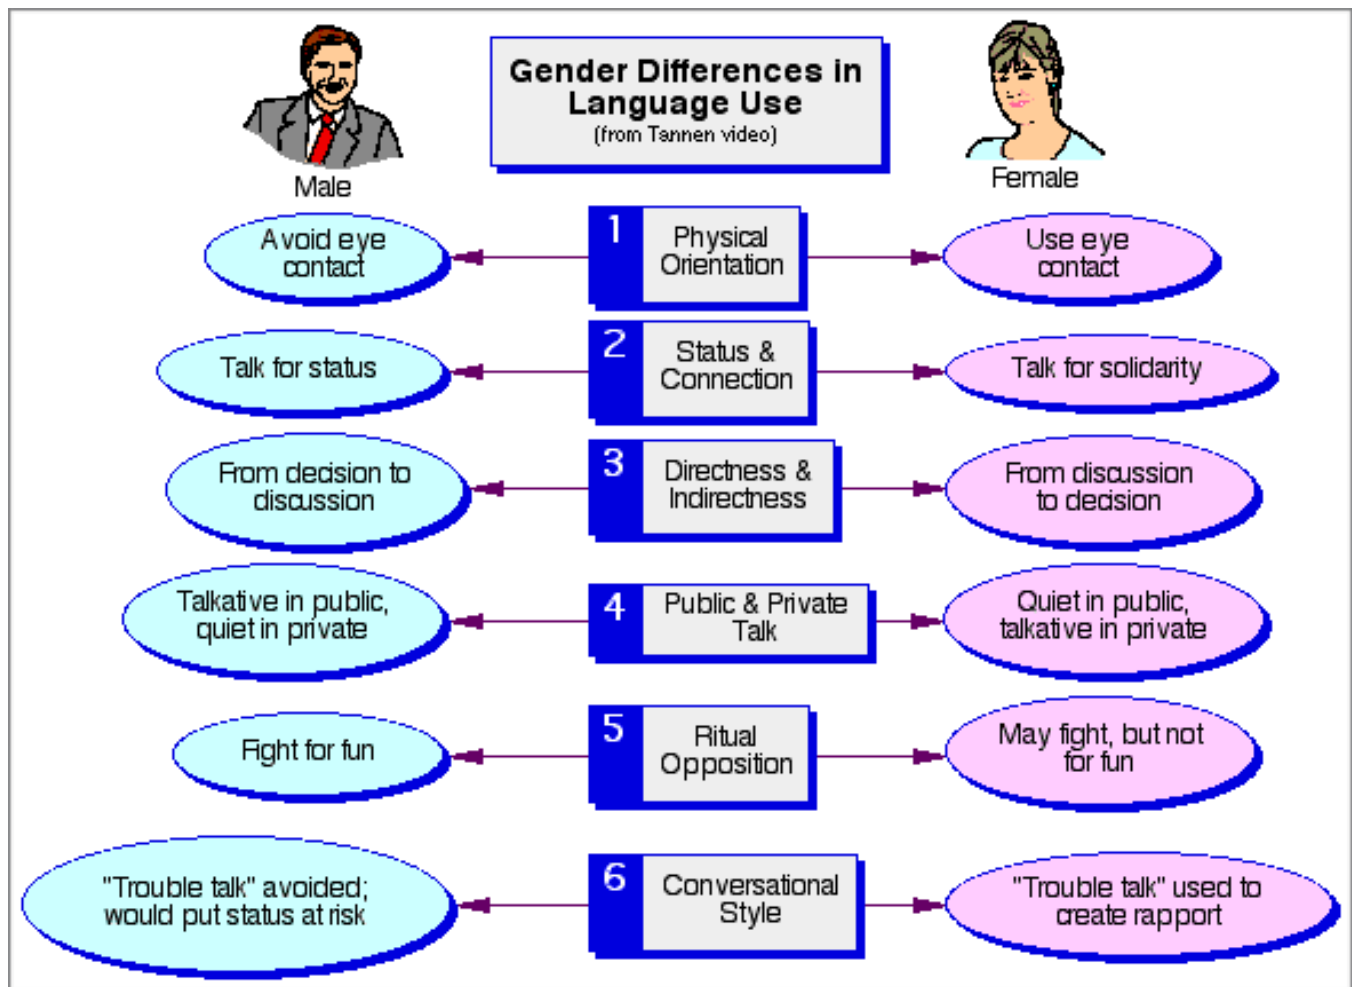 Gender Differences in
Language Use
(from Tannen video)
Male
Female
Avoid eye
contact
1
Physical
Orientation
Use eye
contact
Talk for status
2
Status &
Connection
Talk for solidarity
From decision to
discussion
3
Directness &
Indirectness
From discussion
to decision
Talkative in public,
quiet in private
4
Public & Private
Talk
Quiet in public,
talkative in private
Fight for fun
5
Ritual
Opposition
May fight, but not
for fun
"Trouble talk" avoided;
would put status at risk
6
Conversational
Style
"Trouble talk" used to
create rapport